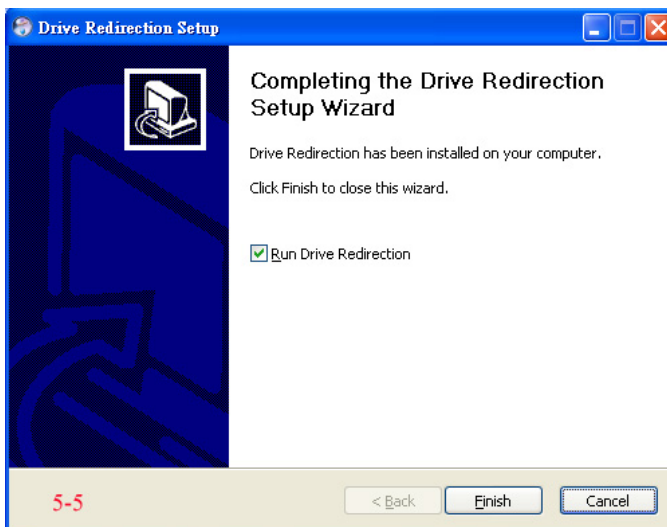 Drive Redirection Setup
Completing the Drive Redirection
Setup Wizard
Drive Redirection has been installed on your computer.
Click Finish to close this wizard.
Run Drive Redirection
5-5
< Back
Finish
Cancel